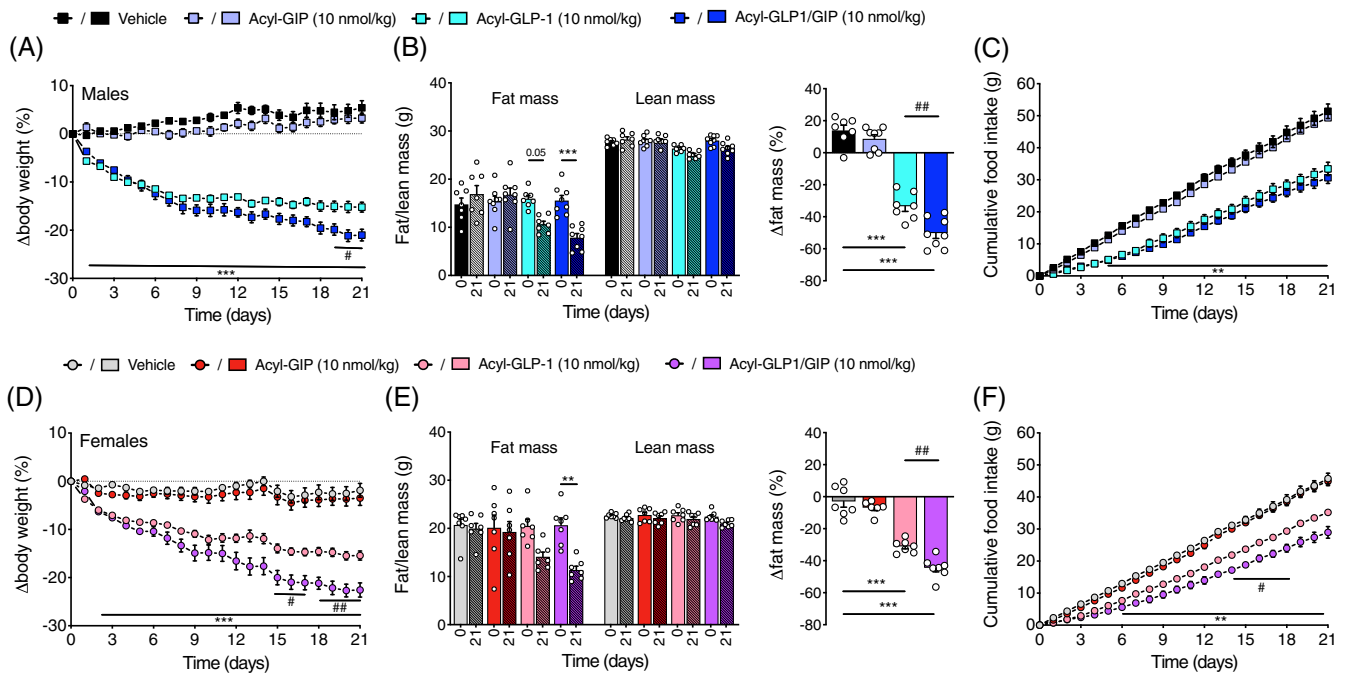 / Vehicle / Acyl-GIP (10 nmol/kg) / Acyl-GLP-1 (10 nmol/kg) / Acyl-GLP1/GIP (10 nmol/kg)
(A)
Males
Δbody weight (%)
10
0
-10
-20
-30
#
***
0 3 6 9 12 15 18 21
Time (days)
(B)
Fat mass Lean mass
Fat/lean mass (g)
40
30
20
10
0
0.05 ***
0 21 0 21 0 21 0 21 0 21 0 21 0 21 0 21
Time (days)
Δfat mass (%)
40
20
0
-20
-40
-60
-80
##
***
***
(C)
Cumulative food intake (g)
60
50
40
30
20
10
0
**
0 3 6 9 12 15 18 21
Time (days)
/ Vehicle / Acyl-GIP (10 nmol/kg) / Acyl-GLP-1 (10 nmol/kg) / Acyl-GLP1/GIP (10 nmol/kg)
(D)
Females
Δbody weight (%)
10
0
-10
-20
-30
# ##
***
0 3 6 9 12 15 18 21
Time (days)
(E)
Fat mass Lean mass
Fat/lean mass (g)
40
30
20
10
0
**
0 21 0 21 0 21 0 21 0 21 0 21 0 21 0 21
Time (days)
Δfat mass (%)
40
20
0
-20
-40
-60
-80
##
***
***
(F)
Cumulative food intake (g)
60
50
40
30
20
10
0
#
**
0 3 6 9 12 15 18 21
Time (days)